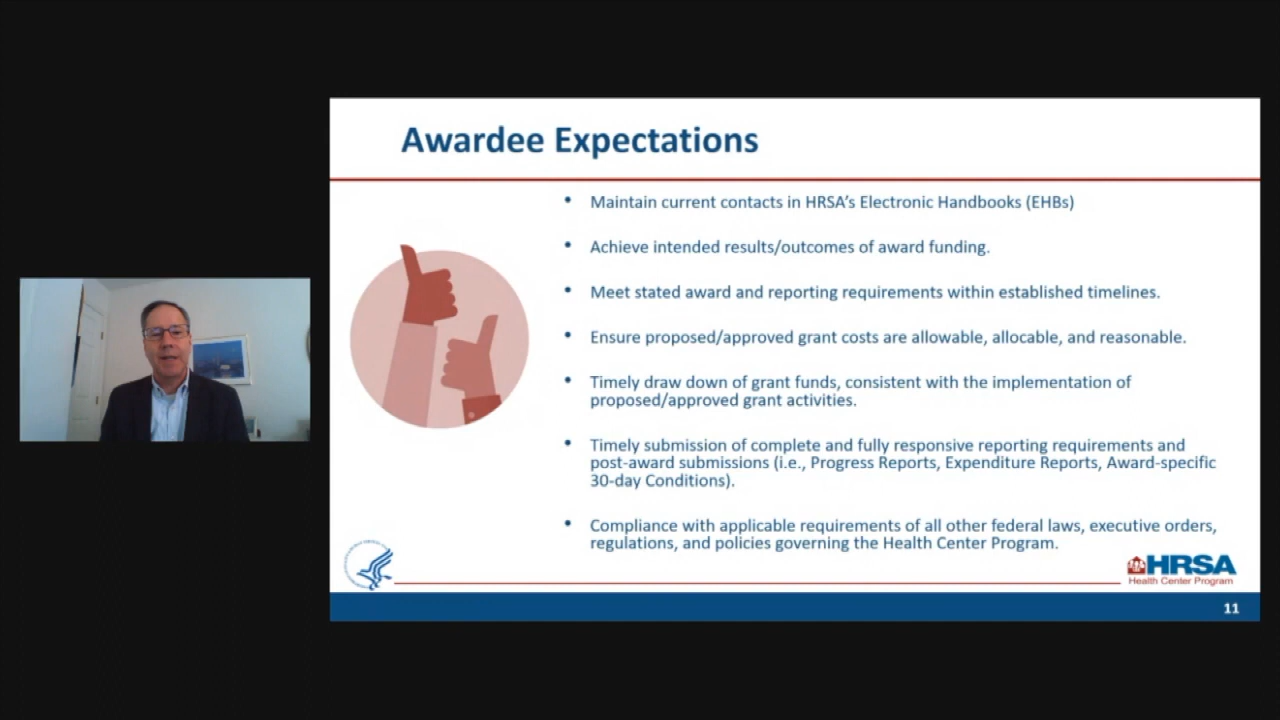 Awardee Expectations
• Maintain current contacts in HRSA's Electronic Handbooks (EHBs)
• Achieve intended results/outcomes of award funding.
• Meet stated award and reporting requirements within established timelines.
• Ensure proposed/approved grant costs are allowable, allocable, and reasonable.
• Timely draw down of grant funds, consistent with the implementation of
proposed/approved grant activities.
• Timely submission of complete and fully responsive reporting requirements and
post-award submissions (i.e., Progress Reports, Expenditure Reports, Award-specific
30-day Conditions).
• Compliance with applicable requirements of all other federal laws, executive orders,
regulations, and policies governing the Health Center Program.
HRSA
Health Center Program
11